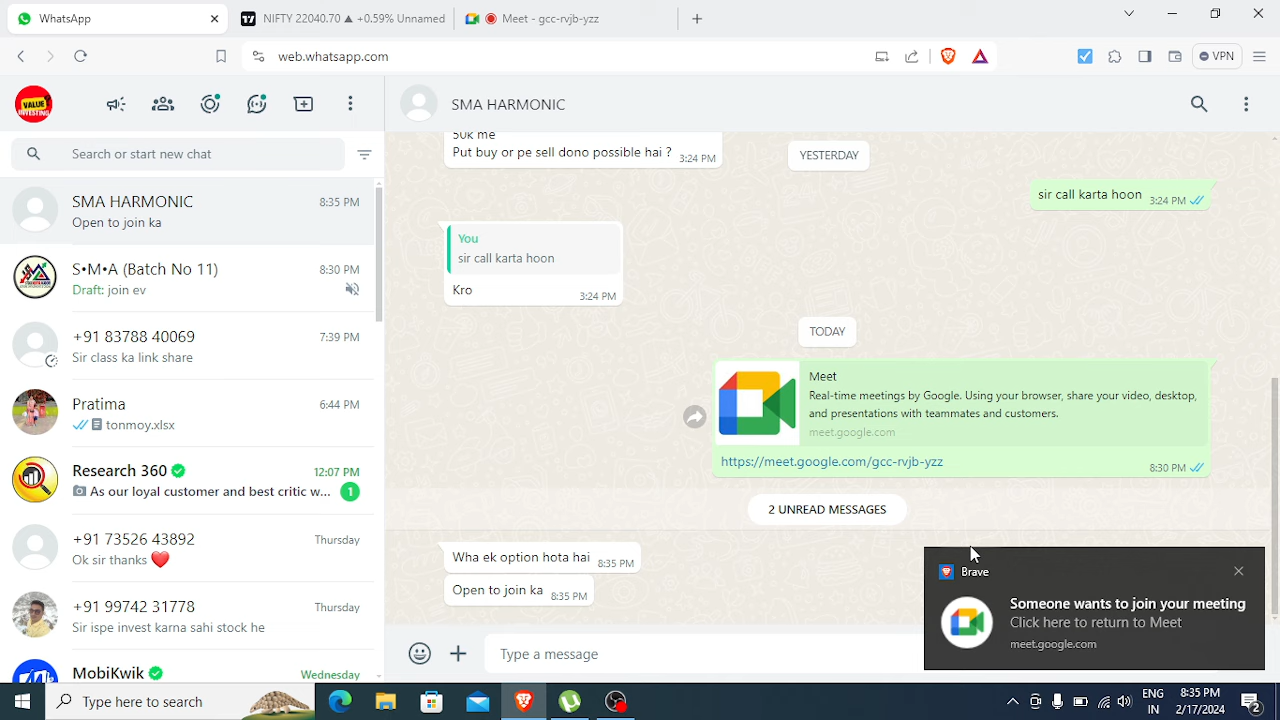 WhatsApp
NIFTY 22040.70 ▲ +0.59% Unnamed
Meet - gcc-rvjb-yzz
web.whatsapp.com
VPN
VALUE
INVESTING
SMA HARMONIC
Search or start new chat
SMA HARMONIC 8:35 PM
Open to join ka
S•M•A (Batch No 11) 8:30 PM
Draft: join ev
+91 83788 40069 7:39 PM
Sir class ka link share
Pratima 6:44 PM
tonmoy.xlsx
Research 360 12:07 PM
As our loyal customer and best critic w... 1
+91 73526 43892 Thursday
Ok sir thanks ❤️
+91 99742 31778 Thursday
Sir ispe invest karna sahi stock he
MobiKwik Wednesday
50k me
Put buy or pe sell dono possible hai ? 3:24 PM
YESTERDAY
sir call karta hoon 3:24 PM
You
sir call karta hoon
Kro 3:24 PM
TODAY
Meet
Real-time meetings by Google. Using your browser, share your video, desktop,
and presentations with teammates and customers.
meet.google.com
https://meet.google.com/gcc-rvjb-yzz 8:30 PM
2 UNREAD MESSAGES
Wha ek option hota hai 8:35 PM
Open to join ka 8:35 PM
Type a message
Brave
Someone wants to join your meeting
Click here to return to Meet
meet.google.com
Type here to search
ENG
IN
8:35 PM
2/17/2024
2